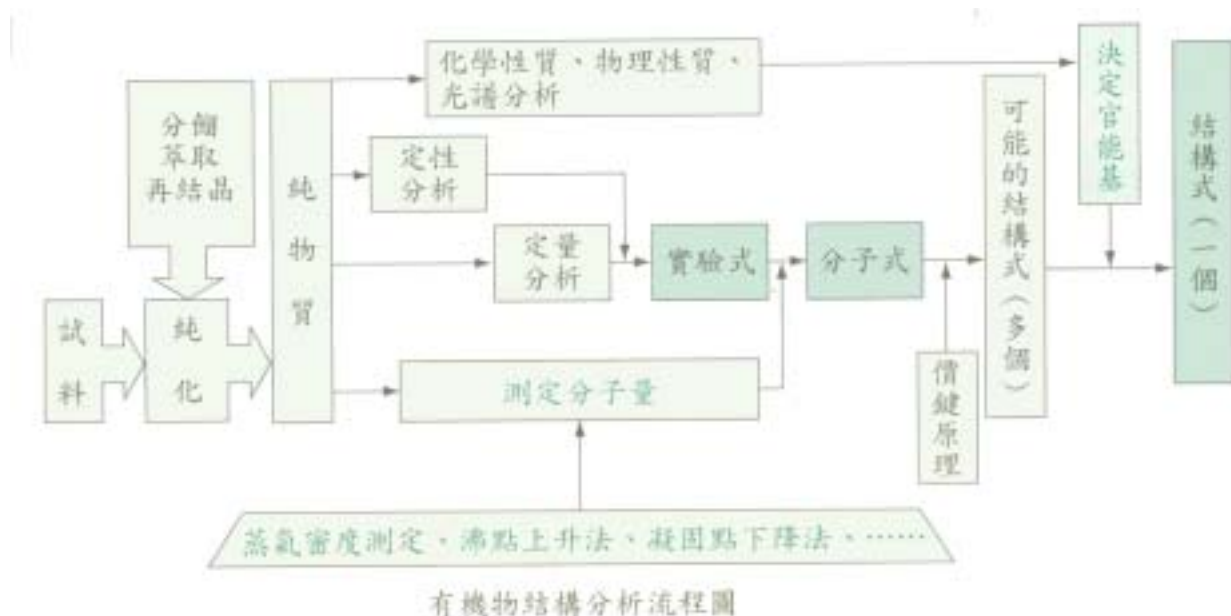 化學性質、物理性質、
光譜分析
決定官能基
結構式（一個）
可能的結構式（多個）
分餾
萃取
再結晶
純物質
定性
分析
定量
分析
實驗式
分子式
試料
純化
測定分子量
價鍵原理
蒸氣密度測定、沸點上升法、凝固點下降法、……
有機物結構分析流程圖